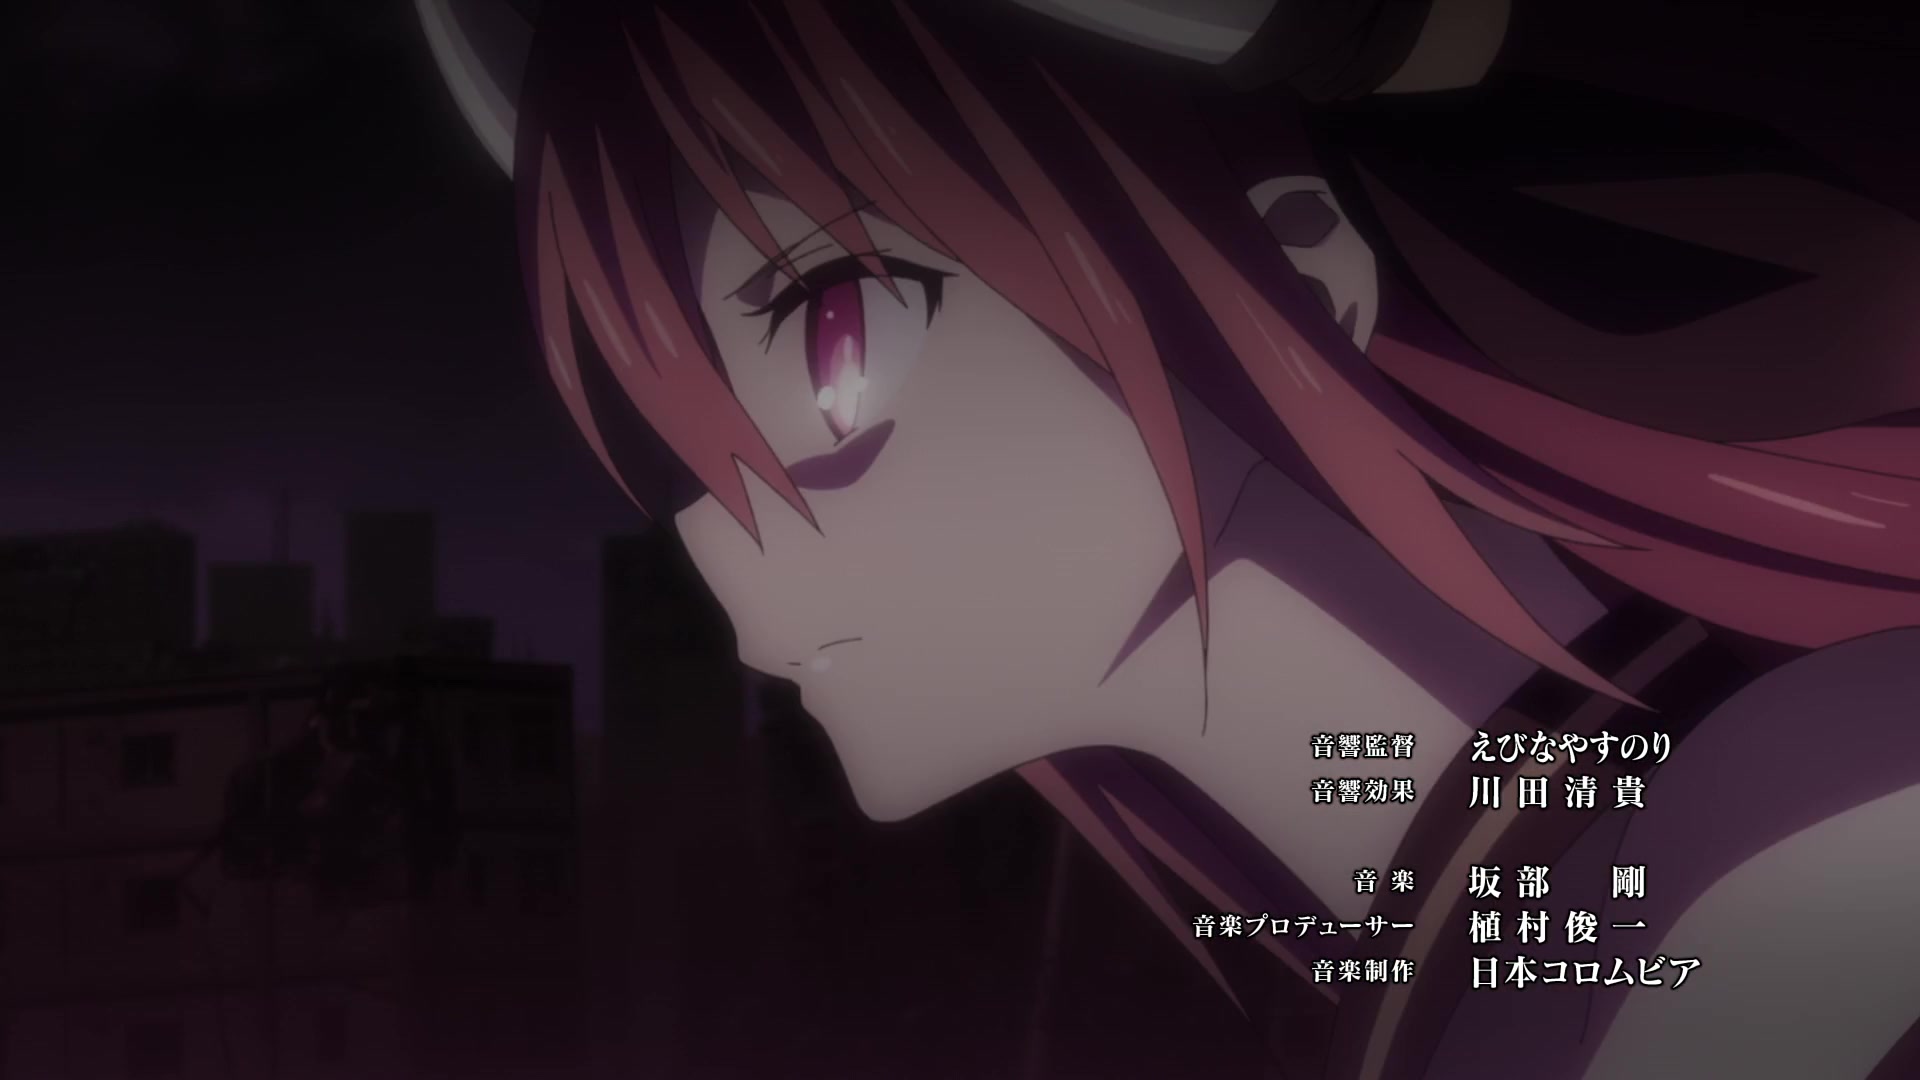 音響監督 えびなやすのり
音響効果 川田清貴
音楽 坂部 剛
音楽プロデューサー 植村俊一
音楽制作 日本コロムビア